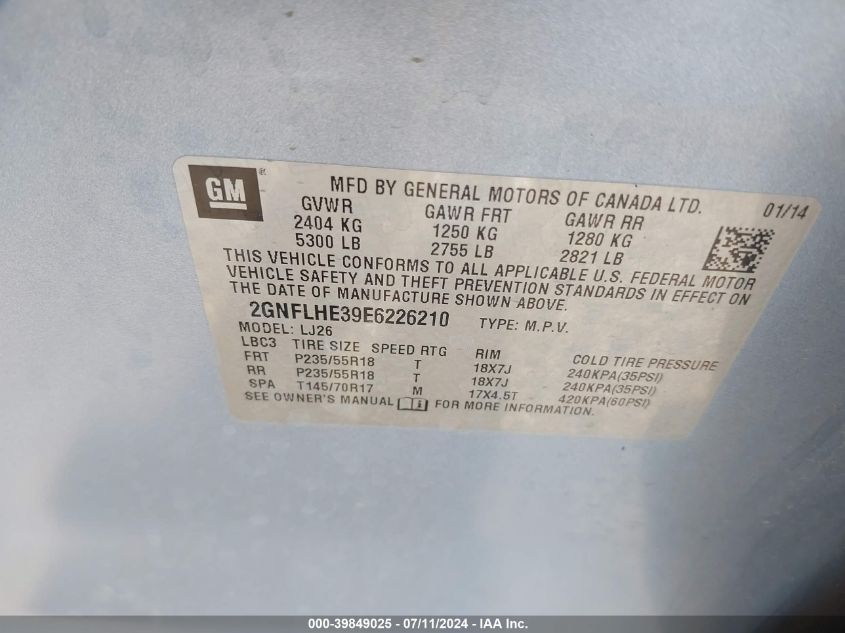 GM ®
MFD BY GENERAL MOTORS OF CANADA LTD. 01/14
GVWR GAWR FRT GAWR RR
2404 KG 1250 KG 1280 KG
5300 LB 2755 LB 2821 LB
THIS VEHICLE CONFORMS TO ALL APPLICABLE U.S. FEDERAL MOTOR
VEHICLE SAFETY AND THEFT PREVENTION STANDARDS IN EFFECT ON
THE DATE OF MANUFACTURE SHOWN ABOVE.
2GNFLHE39E6226210 TYPE: M.P.V.
MODEL: LJ26
LBC3 TIRE SIZE SPEED RTG RIM COLD TIRE PRESSURE
FRT P235/55R18 T 18X7J 240KPA(35PSI)
RR P235/55R18 T 18X7J 240KPA(35PSI)
SPA T145/70R17 M 17X4.5T 420KPA(60PSI)
SEE OWNER'S MANUAL FOR MORE INFORMATION.
000-39849025 - 07/11/2024 - IAA Inc.